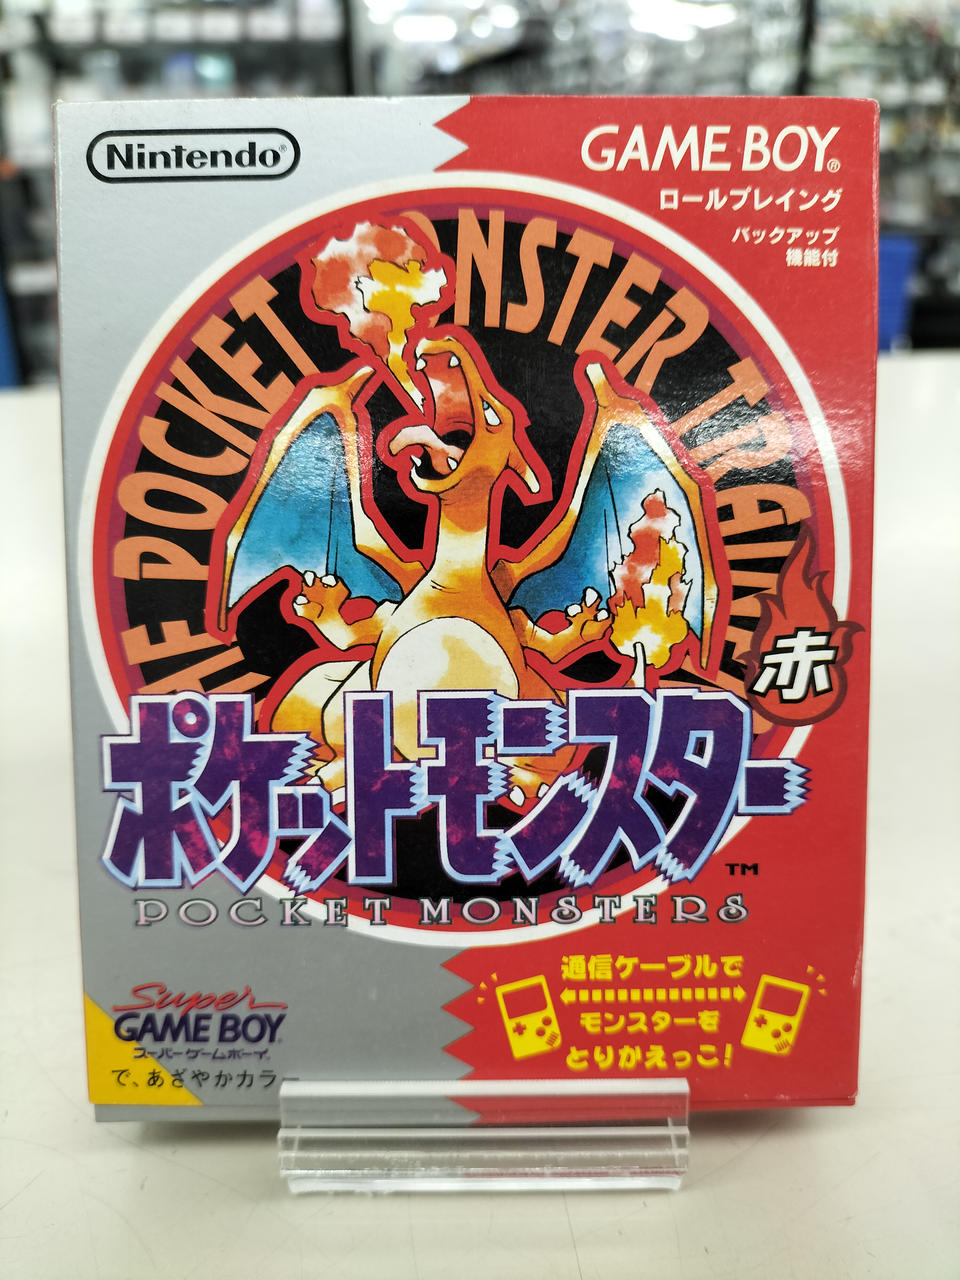 Nintendo®
GAME BOY®
ロールプレイング
バックアップ
機能付
THE POCKET MONSTER TRAINER
赤
ポケットモンスター
TM
POCKET MONSTERS
通信ケーブルで
モンスターを
とりかえっこ!
Super
GAME BOY
スーパーゲームボーイ
で、あざやかカラー